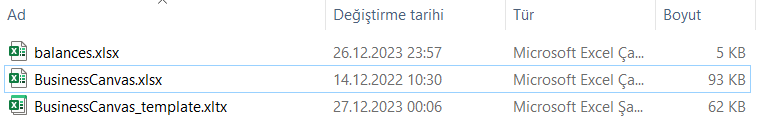 Ad Değiştirme tarihi Tür Boyut
balances.xlsx 26.12.2023 23:57 Microsoft Excel Ça... 5 KB
BusinessCanvas.xlsx 14.12.2022 10:30 Microsoft Excel Ça... 93 KB
BusinessCanvas_template.xltx 27.12.2023 00:06 Microsoft Excel Şa... 62 KB